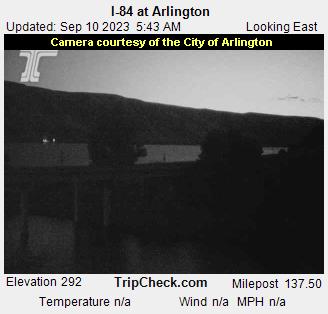 I-84 at Arlington
Updated: Sep 10 2023 5:43 AM Looking East
Camera courtesy of the City of Arlington
Elevation 292 TripCheck.com Milepost 137.50
Temperature n/a Wind n/a MPH n/a